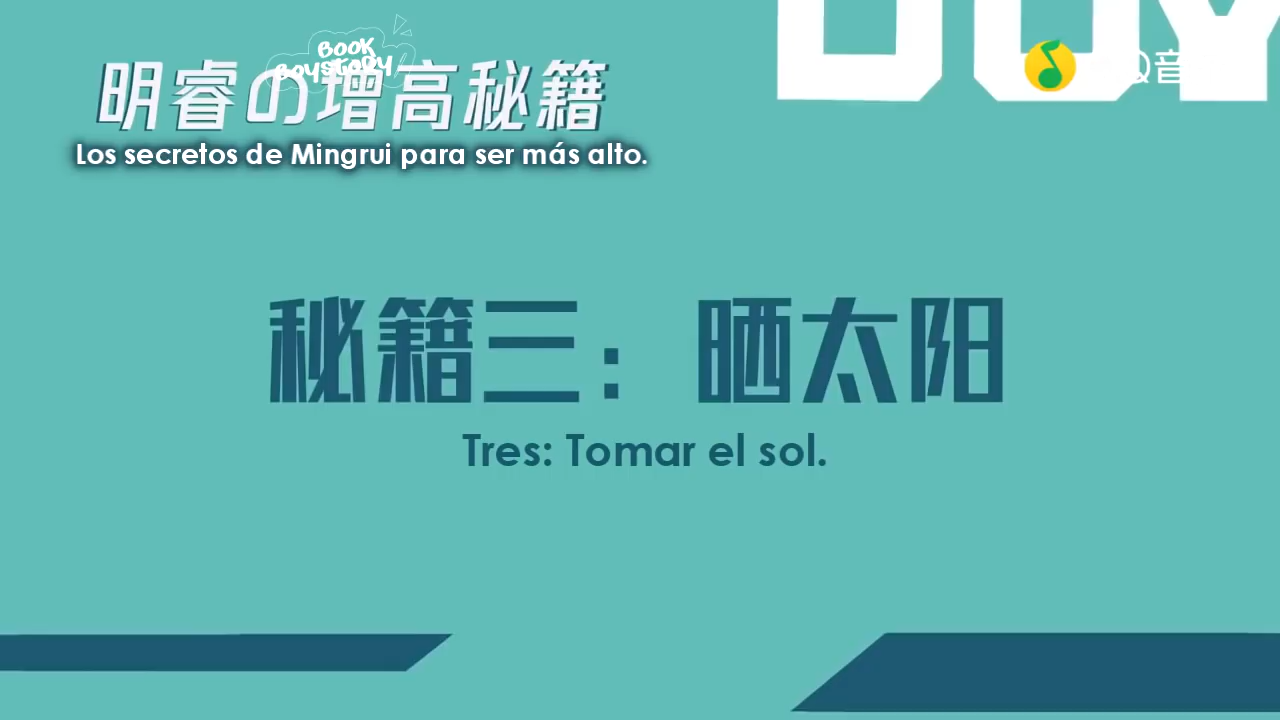 BOOK
BOYSTORY
明睿の增高秘籍
Los secretos de Mingrui para ser más alto.
秘籍三：晒太阳
Tres: Tomar el sol.